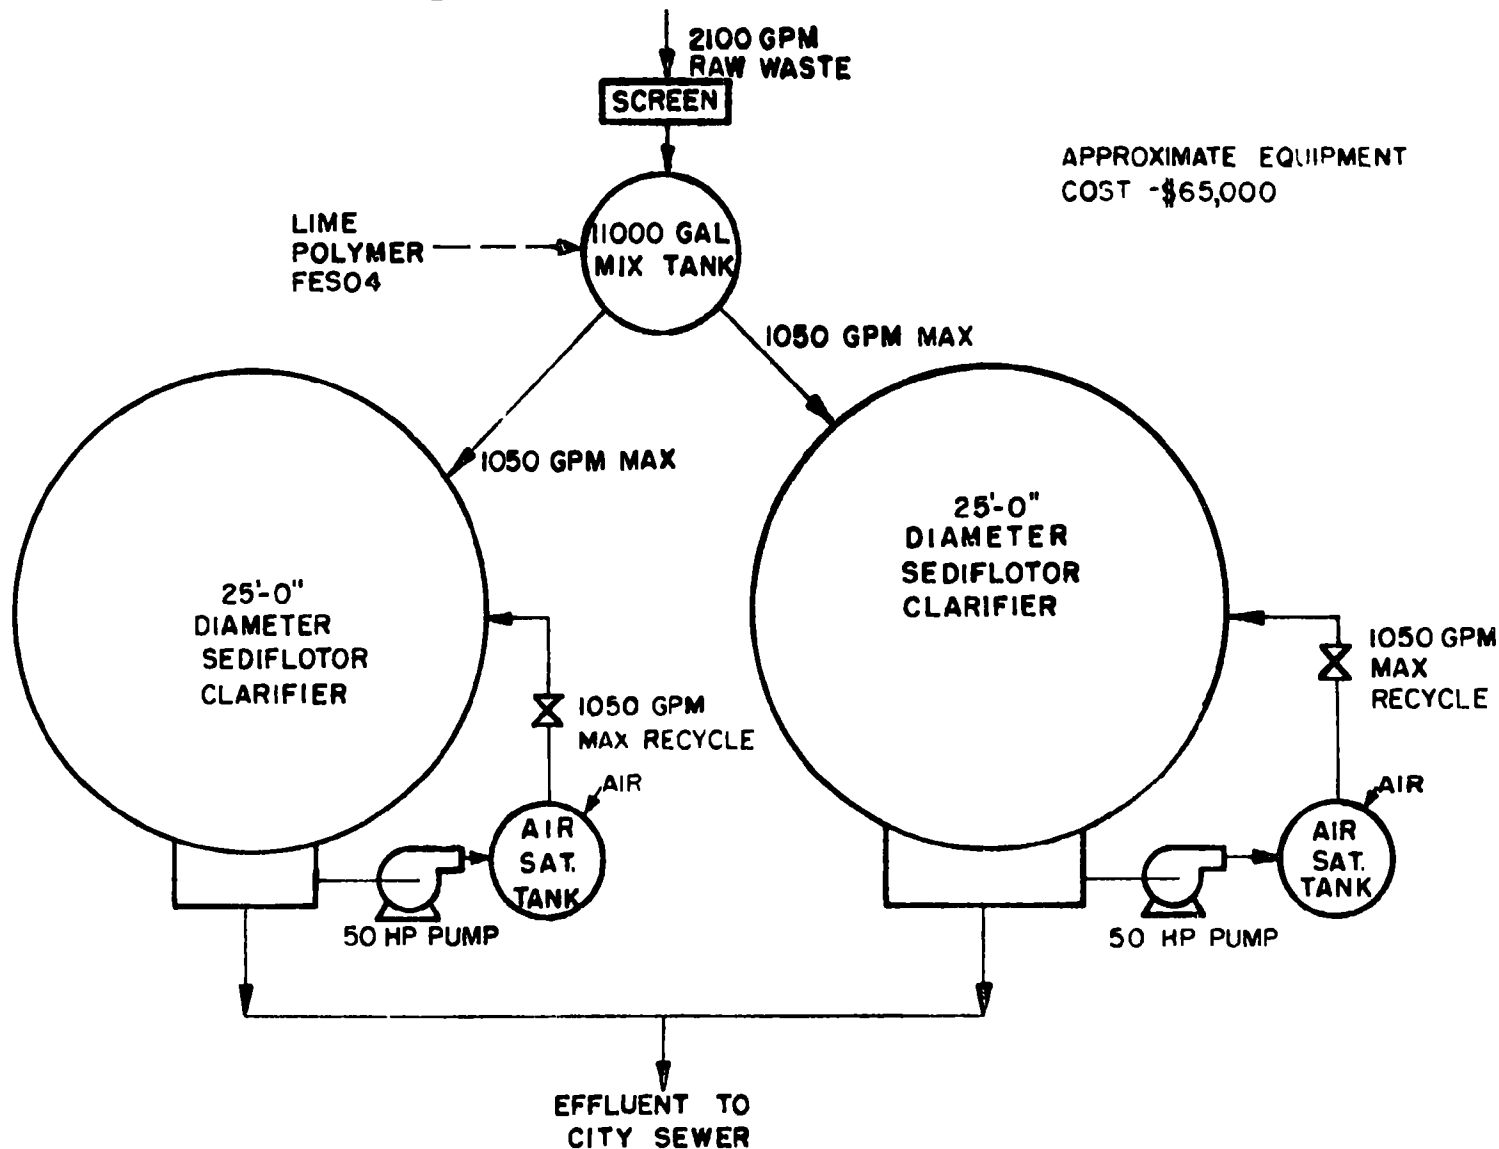 2100 GPM
RAW WASTE
SCREEN
APPROXIMATE EQUIPMENT
COST -$65,000
LIME
POLYMER
FESO4
11000 GAL
MIX TANK
1050 GPM MAX
1050 GPM MAX
25'-0"
DIAMETER
SEDIFLOTOR
CLARIFIER
25'-0"
DIAMETER
SEDIFLOTOR
CLARIFIER
1050 GPM
MAX RECYCLE
1050 GPM
MAX
RECYCLE
AIR
AIR
SAT.
TANK
AIR
AIR
SAT.
TANK
50 HP PUMP
50 HP PUMP
EFFLUENT TO
CITY SEWER